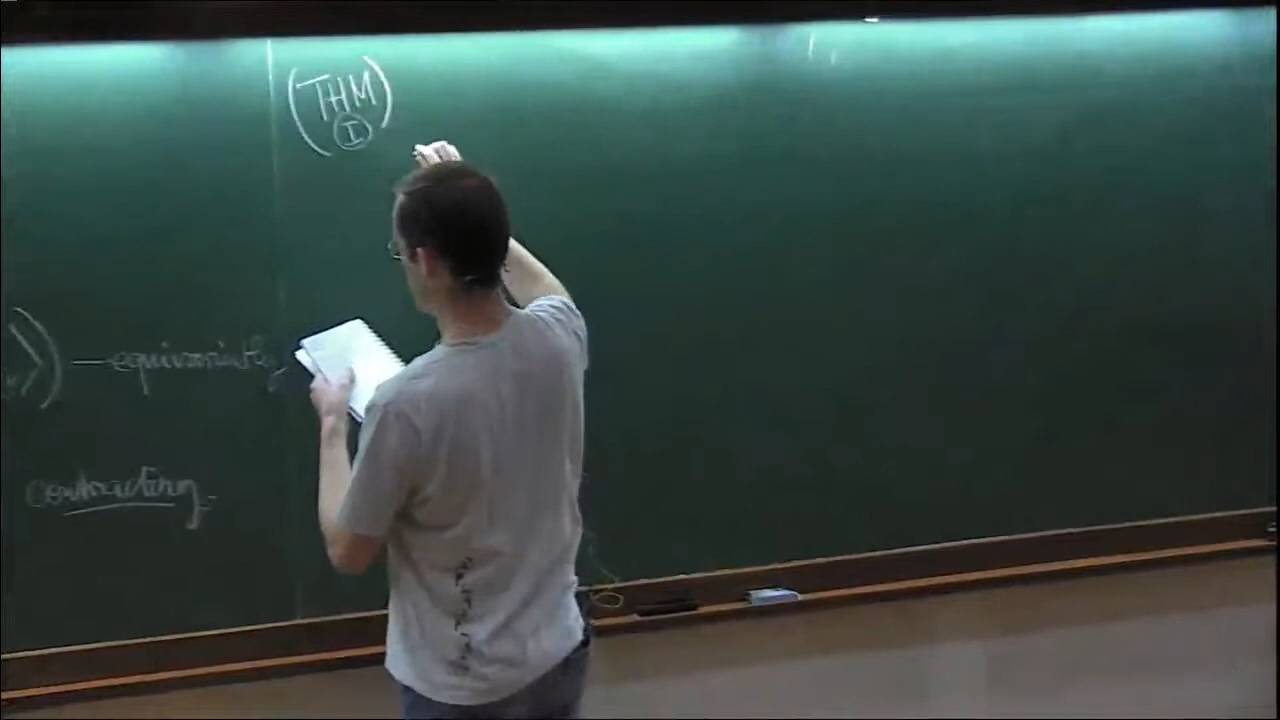 — equivariantly
contracting.
(THM)
I